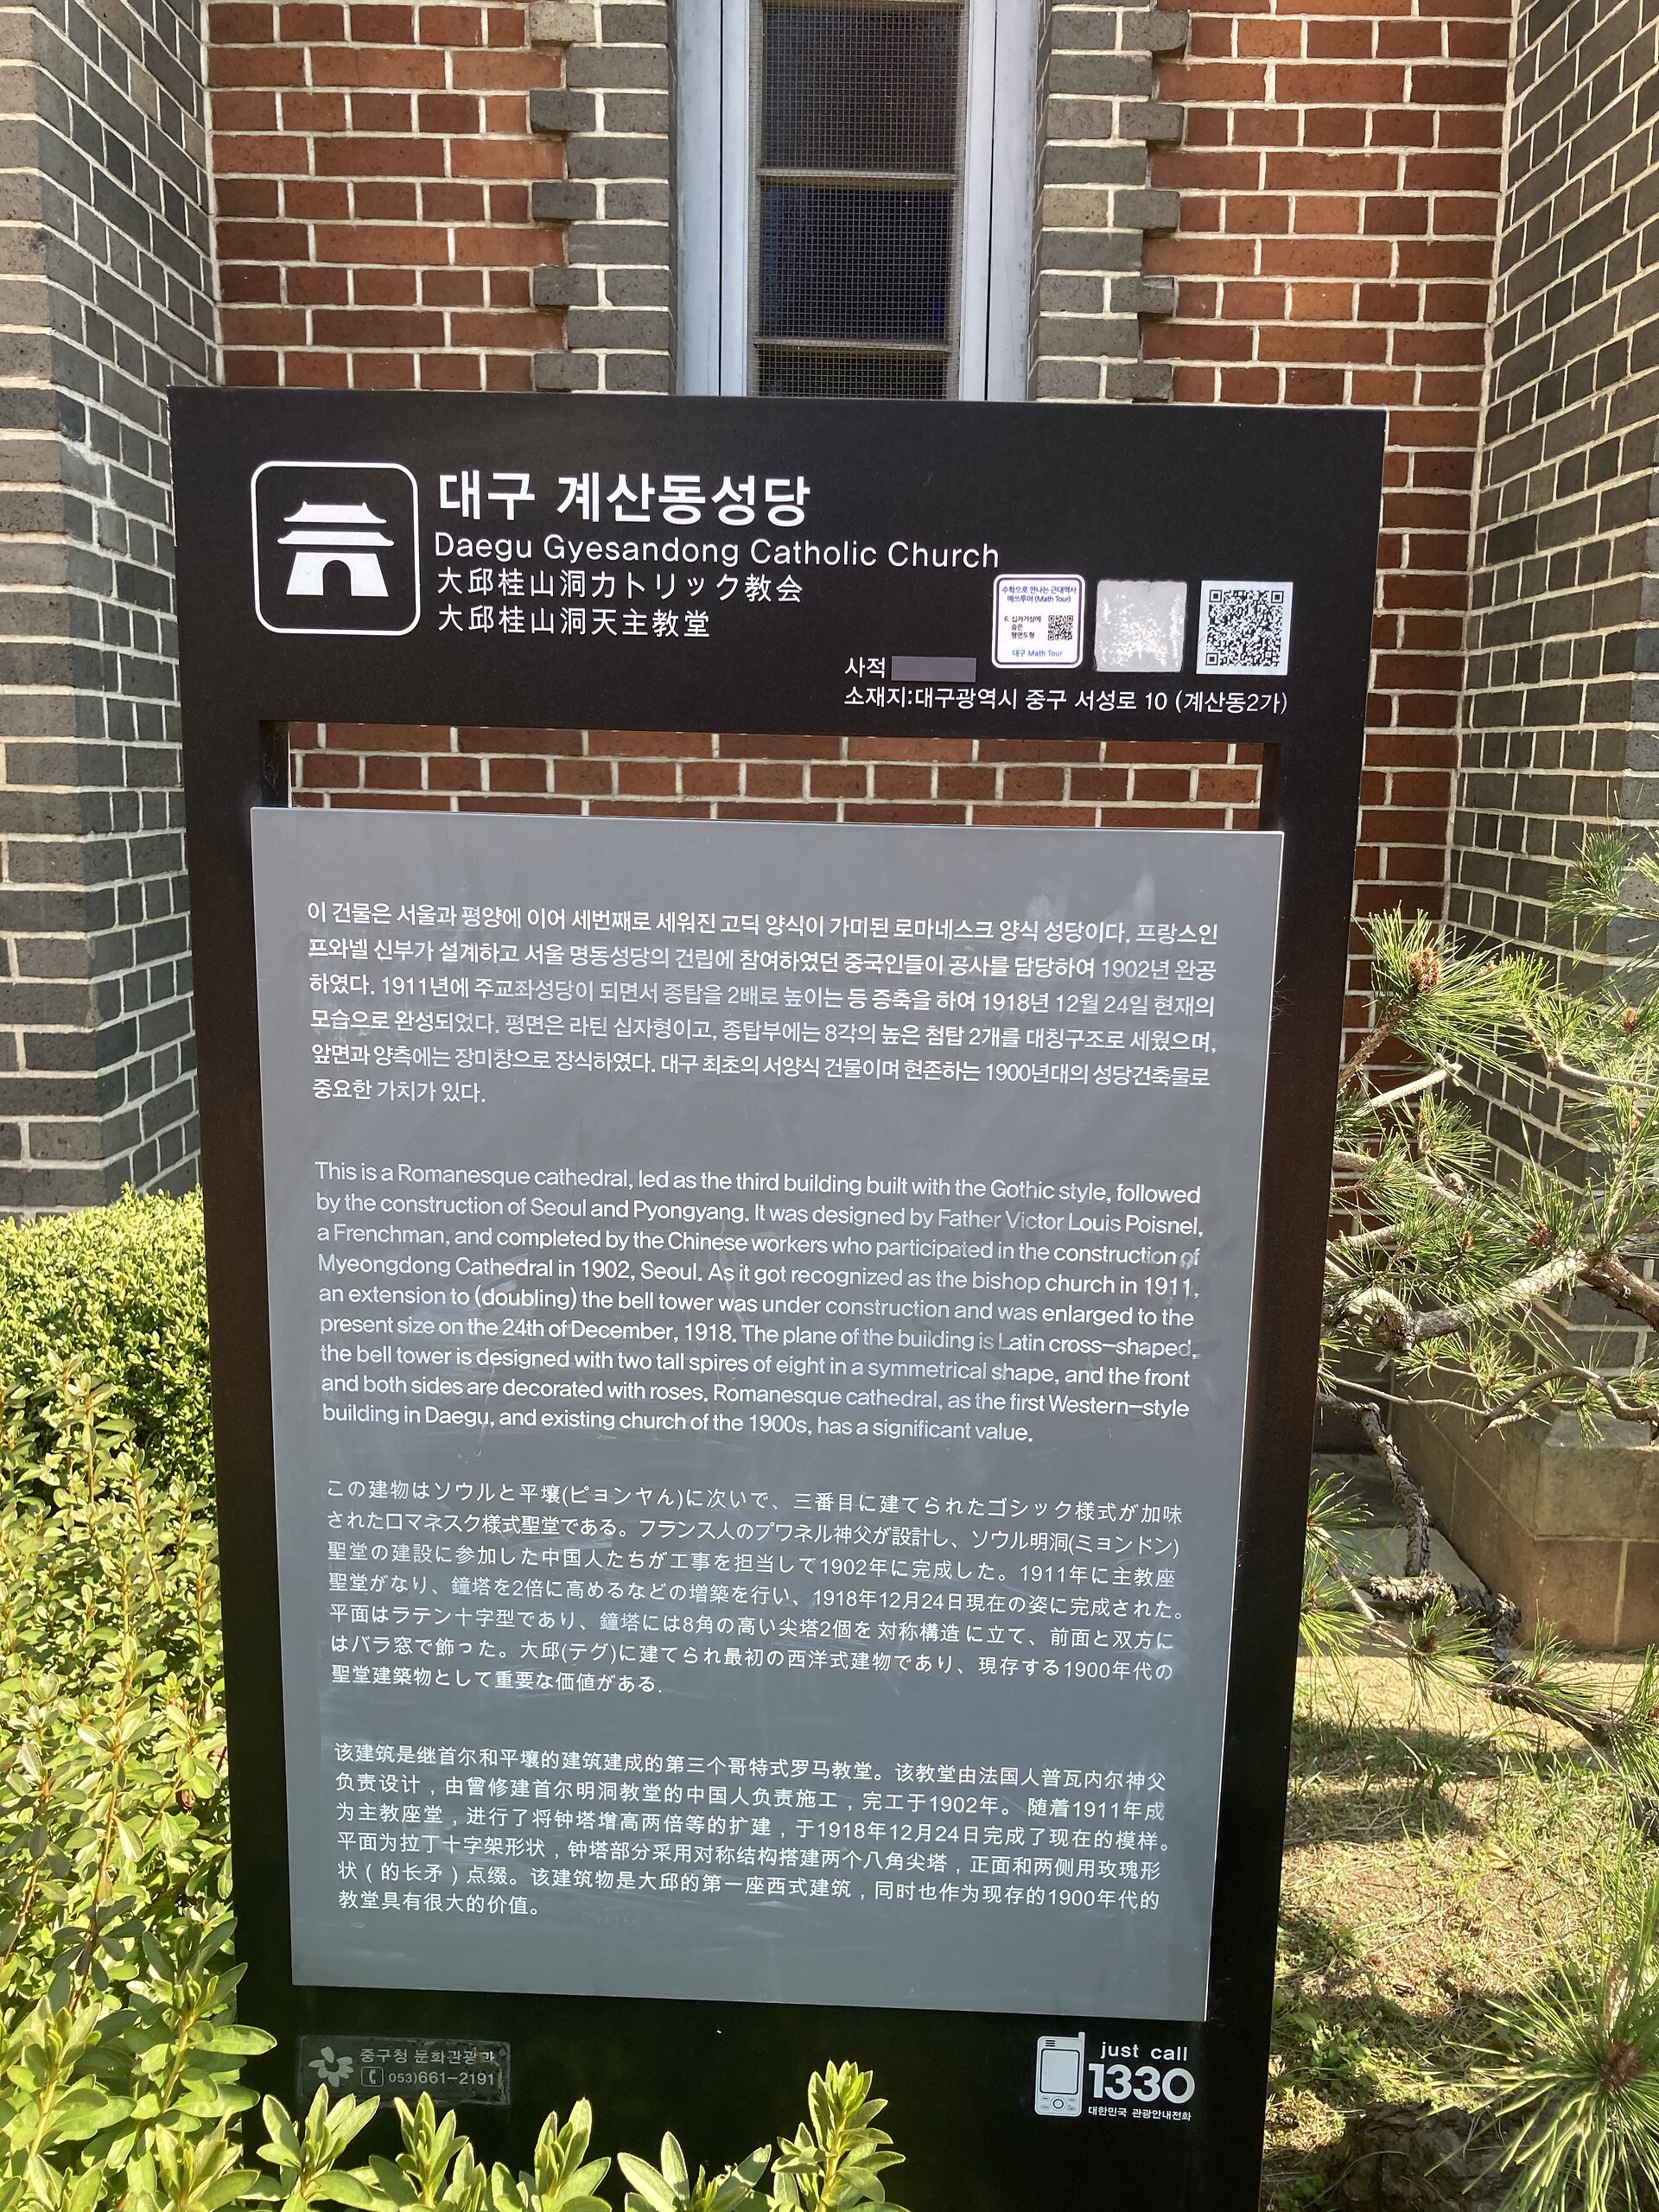 대구 계산동성당
Daegu Gyesandong Catholic Church
大邱桂山洞カトリック教会
大邱桂山洞天主教堂
수학으로 만나는 근대역사
매쓰투어 (Math Tour)
6. 십자가상에
숨은
평면도형
대구 Math Tour
사적
소재지:대구광역시 중구 서성로 10 (계산동2가)
이 건물은 서울과 평양에 이어 세번째로 세워진 고딕 양식이 가미된 로마네스크 양식 성당이다. 프랑스인
프와넬 신부가 설계하고 서울 명동성당의 건립에 참여하였던 중국인들이 공사를 담당하여 1902년 완공
하였다. 1911년에 주교좌성당이 되면서 종탑을 2배로 높이는 등 증축을 하여 1918년 12월 24일 현재의
모습으로 완성되었다. 평면은 라틴 십자형이고, 종탑부에는 8각의 높은 첨탑 2개를 대칭구조로 세웠으며,
앞면과 양측에는 장미창으로 장식하였다. 대구 최초의 서양식 건물이며 현존하는 1900년대의 성당건축물로
중요한 가치가 있다.
This is a Romanesque cathedral, led as the third building built with the Gothic style, followed
by the construction of Seoul and Pyongyang. It was designed by Father Victor Louis Poisnel,
a Frenchman, and completed by the Chinese workers who participated in the construction of
Myeongdong Cathedral in 1902, Seoul. As it got recognized as the bishop church in 1911,
an extension to (doubling) the bell tower was under construction and was enlarged to the
present size on the 24th of December, 1918. The plane of the building is Latin cross-shaped,
the bell tower is designed with two tall spires of eight in a symmetrical shape, and the front
and both sides are decorated with roses. Romanesque cathedral, as the first Western-style
building in Daegu, and existing church of the 1900s, has a significant value.
この建物はソウルと平壌(ピョンヤん)に次いで、三番目に建てられたゴシック様式が加味
されたロマネスク様式聖堂である。フランス人のプワネル神父が設計し、ソウル明洞(ミョンドン)
聖堂の建設に参加した中国人たちが工事を担当して1902年に完成した。1911年に主教座
聖堂がなり、鐘塔を2倍に高めるなどの増築を行い、1918年12月24日現在の姿に完成された。
平面はラテン十字型であり、鐘塔には8角の高い尖塔2個を 対称構造 に立て、前面と双方に
はバラ窓で飾った。大邱(テグ)に建てられ最初の西洋式建物であり、現存する1900年代の
聖堂建築物として重要な価値がある.
该建筑是继首尔和平壤的建筑建成的第三个哥特式罗马教堂。该教堂由法国人普瓦内尔神父
负责设计，由曾修建首尔明洞教堂的中国人负责施工，完工于1902年。 随着1911年成
为主教座堂，进行了将钟塔增高两倍等的扩建，于1918年12月24日完成了现在的模样。
平面为拉丁十字架形状，钟塔部分采用对称结构搭建两个八角尖塔，正面和两侧用玫瑰形
状（的长矛）点缀。该建筑物是大邱的第一座西式建筑，同时也作为现存的1900年代的
教堂具有很大的价值。
중구청 문화관광과
053)661-2191
just call
1330
대한민국 관광안내전화